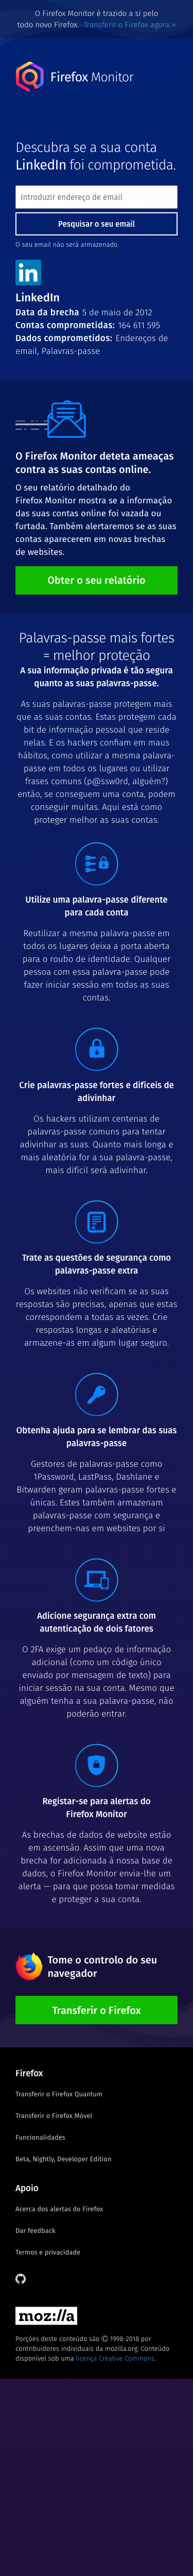 O Firefox Monitor é trazido a si pelo
todo novo Firefox. Transferir o Firefox agora »
Firefox Monitor
Descubra se a sua conta
LinkedIn foi comprometida.
Introduzir endereço de email
Pesquisar o seu email
O seu email não será armazenado.
in
LinkedIn
Data da brecha 5 de maio de 2012
Contas comprometidas: 164 611 595
Dados comprometidos: Endereços de
email, Palavras-passe
O Firefox Monitor deteta ameaças
contra as suas contas online.
O seu relatório detalhado do
Firefox Monitor mostra se a informação
das suas contas online foi vazada ou
furtada. Também alertaremos se as suas
contas aparecerem em novas brechas
de websites.
Obter o seu relatório
Palavras-passe mais fortes
= melhor proteção
A sua informação privada é tão segura
quanto as suas palavras-passe.
As suas palavras-passe protegem mais
que as suas contas. Estas protegem cada
bit de informação pessoal que reside
nelas. E os hackers confiam em maus
hábitos, como utilizar a mesma palavra-
passe em todos os lugares ou utilizar
frases comuns (p@ssw0rd, alguém?)
então, se conseguirem uma conta, podem
conseguir muitas. Aqui está como
proteger melhor as suas contas.
Utilize uma palavra-passe diferente
para cada conta
Reutilizar a mesma palavra-passe em
todos os lugares deixa a porta aberta
para o roubo de identidade. Qualquer
pessoa com essa palavra-passe pode
fazer iniciar sessão em todas as suas
contas.
Crie palavras-passe fortes e difíceis de
adivinhar
Os hackers utilizam centenas de
palavras-passe comuns para tentar
adivinhar as suas. Quanto mais longa e
mais aleatória for a sua palavra-passe,
mais difícil será adivinhar.
Trate as questões de segurança como
palavras-passe extra
Os websites não verificam se as suas
respostas são precisas, apenas que estas
correspondem a todas as vezes. Crie
respostas longas e aleatórias e
armazene-as em algum lugar seguro.
Obtenha ajuda para se lembrar das suas
palavras-passe
Gestores de palavras-passe como
1Password, LastPass, Dashlane e
Bitwarden geram palavras-passe fortes e
únicas. Estes também armazenam
palavras-passe com segurança e
preenchem-nas em websites por si
Adicione segurança extra com
autenticação de dois fatores
O 2FA exige um pedaço de informação
adicional (como um código único
enviado por mensagem de texto) para
iniciar sessão na sua conta. Mesmo que
alguém tenha a sua palavra-passe, não
poderão entrar.
Registar-se para alertas do
Firefox Monitor
As brechas de dados de website estão
em ascensão. Assim que uma nova
brecha for adicionada à nossa base de
dados, o Firefox Monitor envia-lhe um
alerta — para que possa tomar medidas
e proteger a sua conta.
Tome o controlo do seu
navegador
Transferir o Firefox
Firefox
Transferir o Firefox Quantum
Transferir o Firefox Móvel
Funcionalidades
Beta, Nightly, Developer Edition
Apoio
Acerca dos alertas do Firefox
Dar feedback
Termos e privacidade
moz://a
Porções deste conteúdo são © 1998-2018 por
contribuidores individuais da mozilla.org. Conteúdo
disponível sob uma licença Creative Commons.